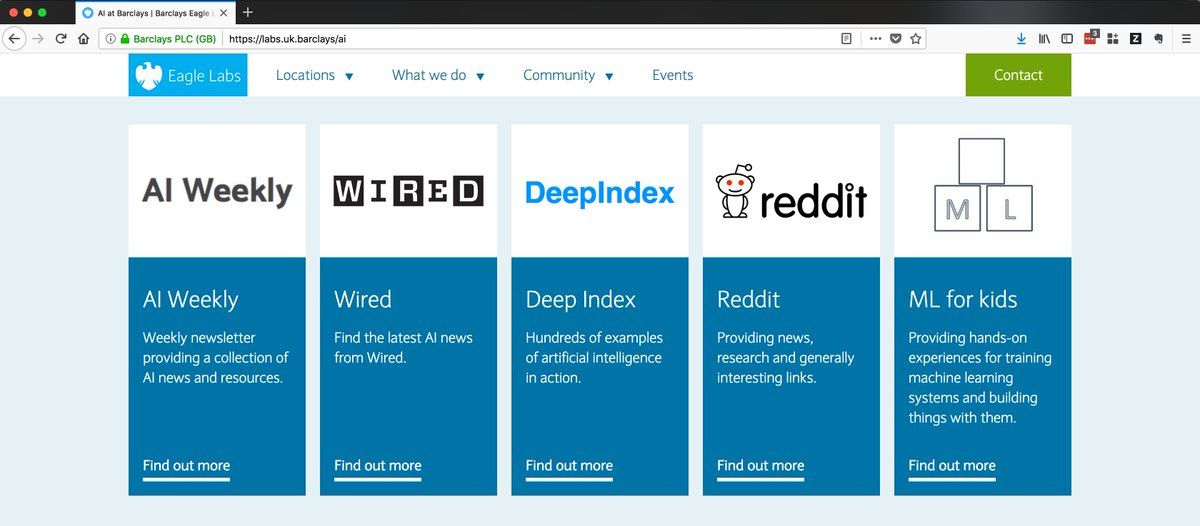 AI at Barclays | Barclays Eagle L
Barclays PLC (GB)
https://labs.uk.barclays/ai
3
Z
Eagle Labs
Locations
What we do
Community
Events
Contact
AI Weekly
WIRED
DeepIndex
reddit
M L
AI Weekly
Weekly newsletter
providing a collection of
AI news and resources.
Find out more
Wired
Find the latest AI news
from Wired.
Find out more
Deep Index
Hundreds of examples
of artificial intelligence
in action.
Find out more
Reddit
Providing news,
research and generally
interesting links.
Find out more
ML for kids
Providing hands-on
experiences for training
machine learning
systems and building
things with them.
Find out more